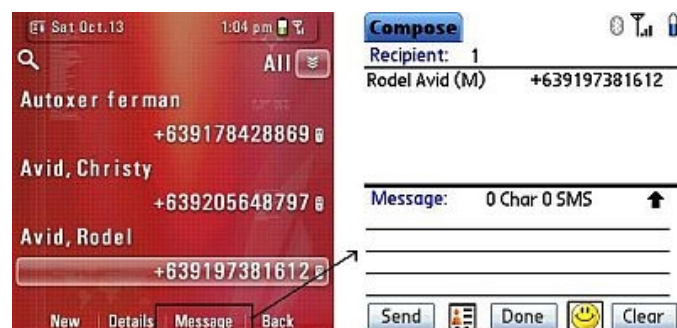 Sat Oct.13 1:04 pm
All
Autoxer ferman
+639178428869
Avid, Christy
+639205648797
Avid, Rodel
+639197381612
New Details Message Back
Compose
Recipient: 1
Rodel Avid (M) +639197381612
Message: 0 Char 0 SMS
Send Done Clear